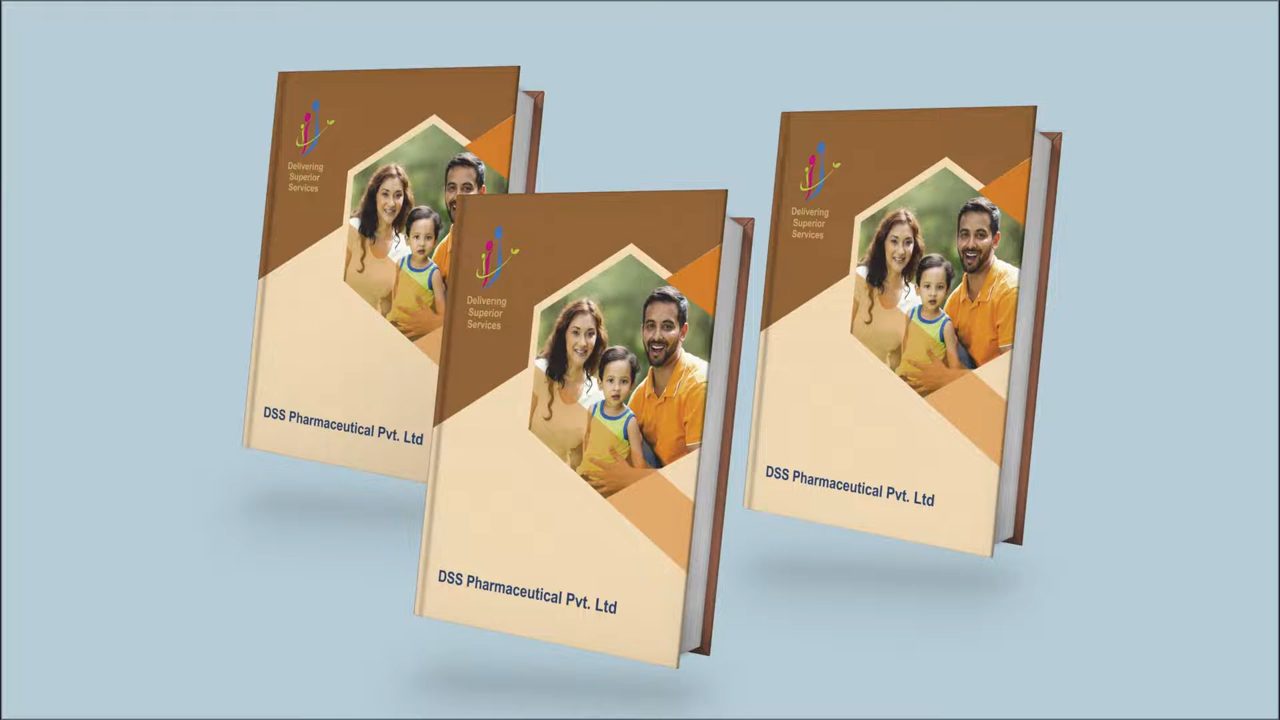 Delivering
Superior
Services
DSS Pharmaceutical Pvt. Ltd
Delivering
Superior
Services
DSS Pharmaceutical Pvt. Ltd
Delivering
Superior
Services
DSS Pharmaceutical Pvt. Ltd